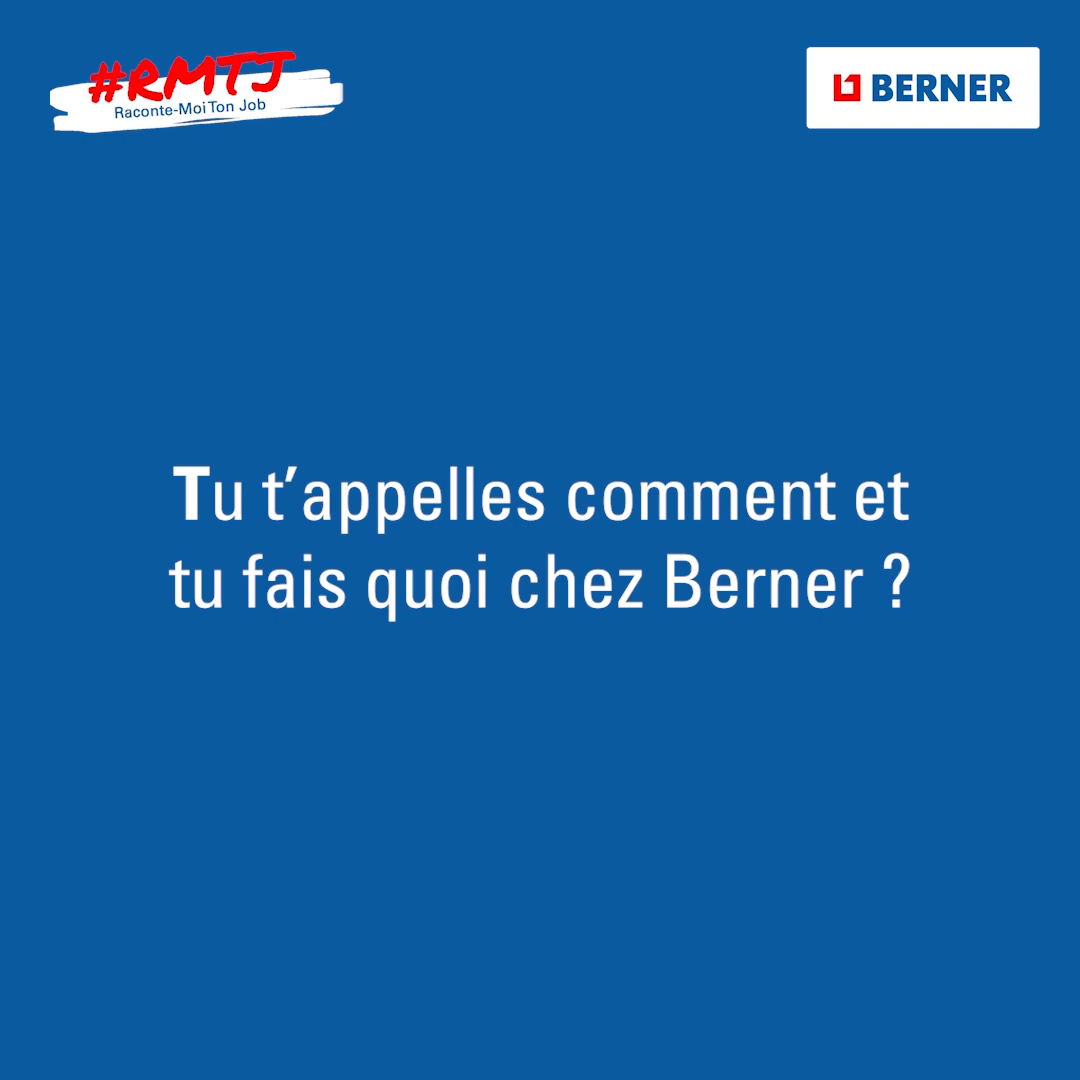 #RMTJ
Raconte-Moi Ton Job
BERNER
Tu t’appelles comment et
tu fais quoi chez Berner ?